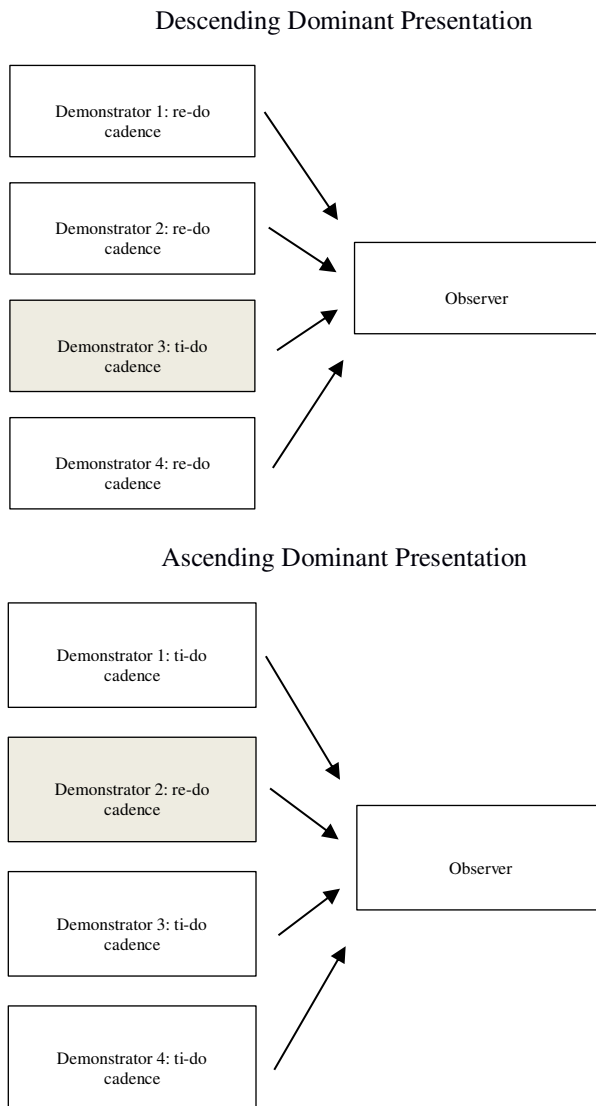 Descending Dominant Presentation
Demonstrator 1: re-do
cadence
Demonstrator 2: re-do
cadence
Demonstrator 3: ti-do
cadence
Demonstrator 4: re-do
cadence
Observer
Ascending Dominant Presentation
Demonstrator 1: ti-do
cadence
Demonstrator 2: re-do
cadence
Demonstrator 3: ti-do
cadence
Demonstrator 4: ti-do
cadence
Observer